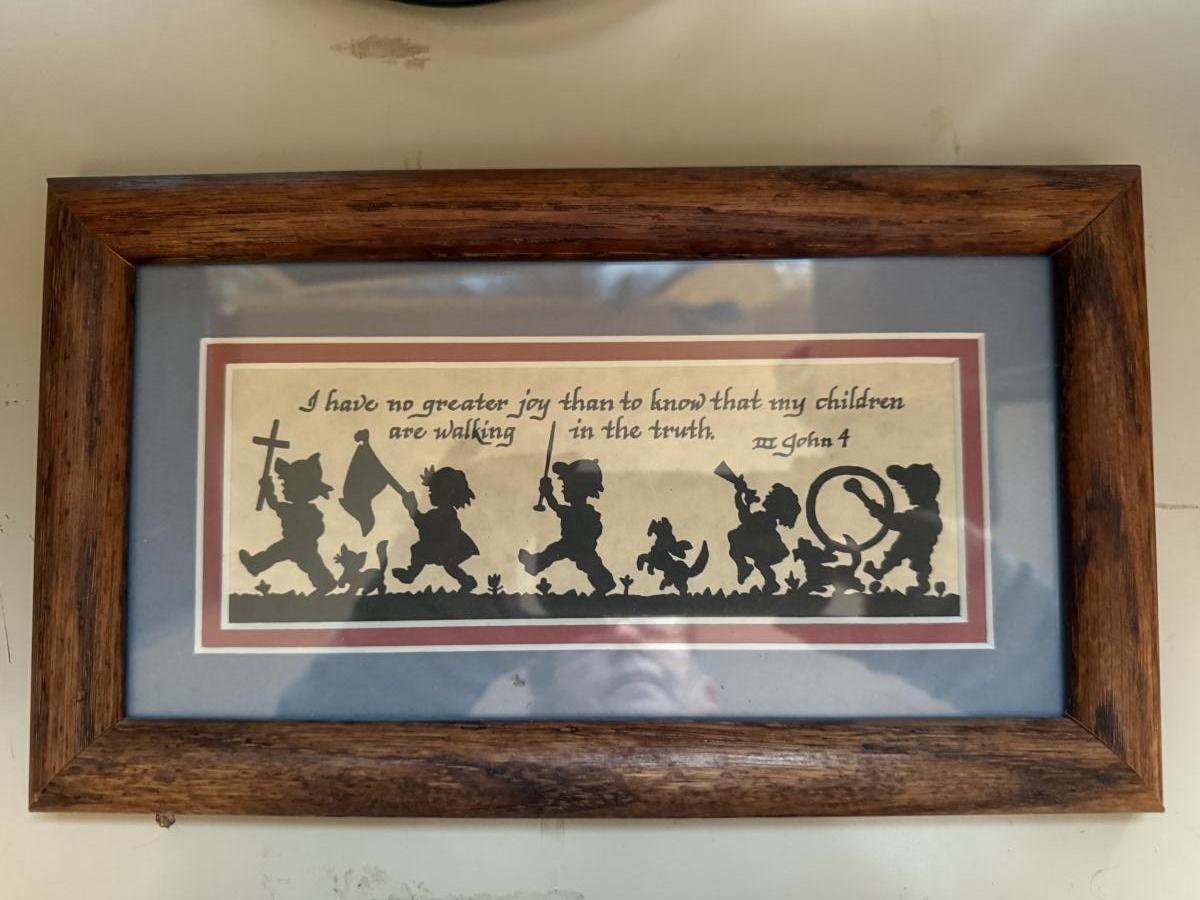 I have no greater joy than to know that my children
are walking in the truth. III John 4